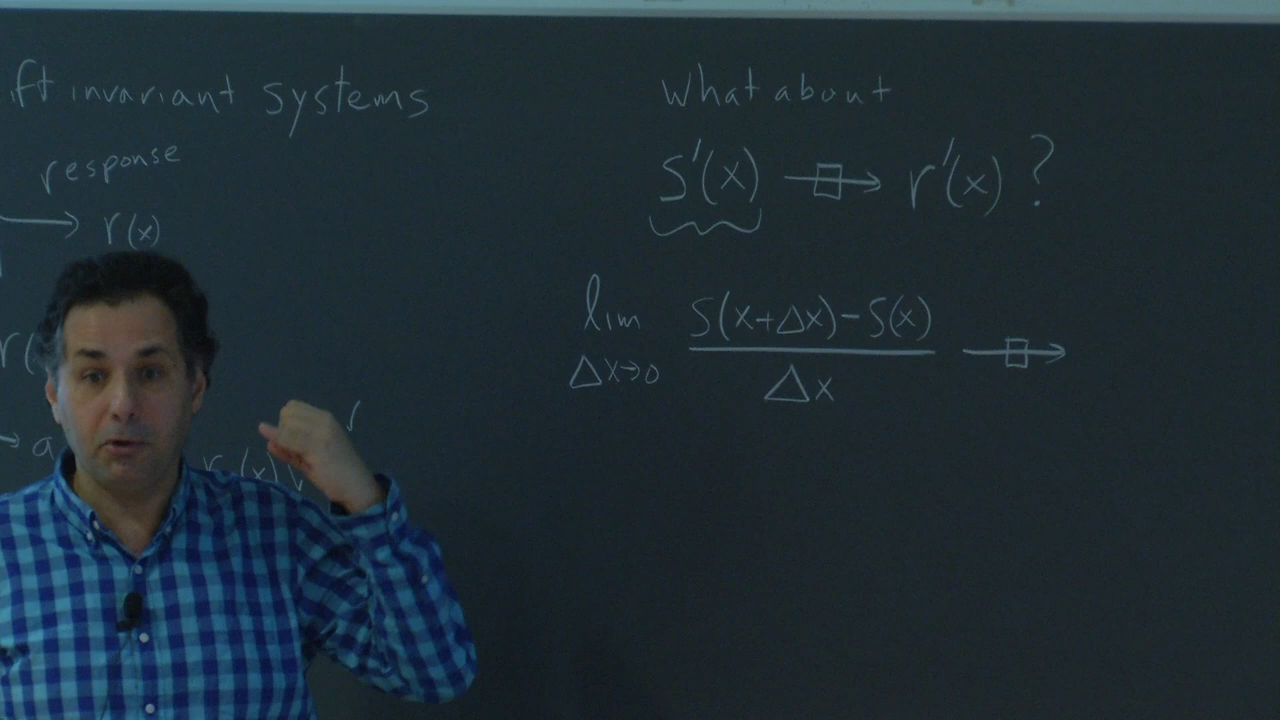 ft invariant systems
response
→ r(x)
r(
→ a
r (x)
what about
S'(x) → r'(x) ?
lim Δx→0 S(x+Δx)-S(x) / Δx →